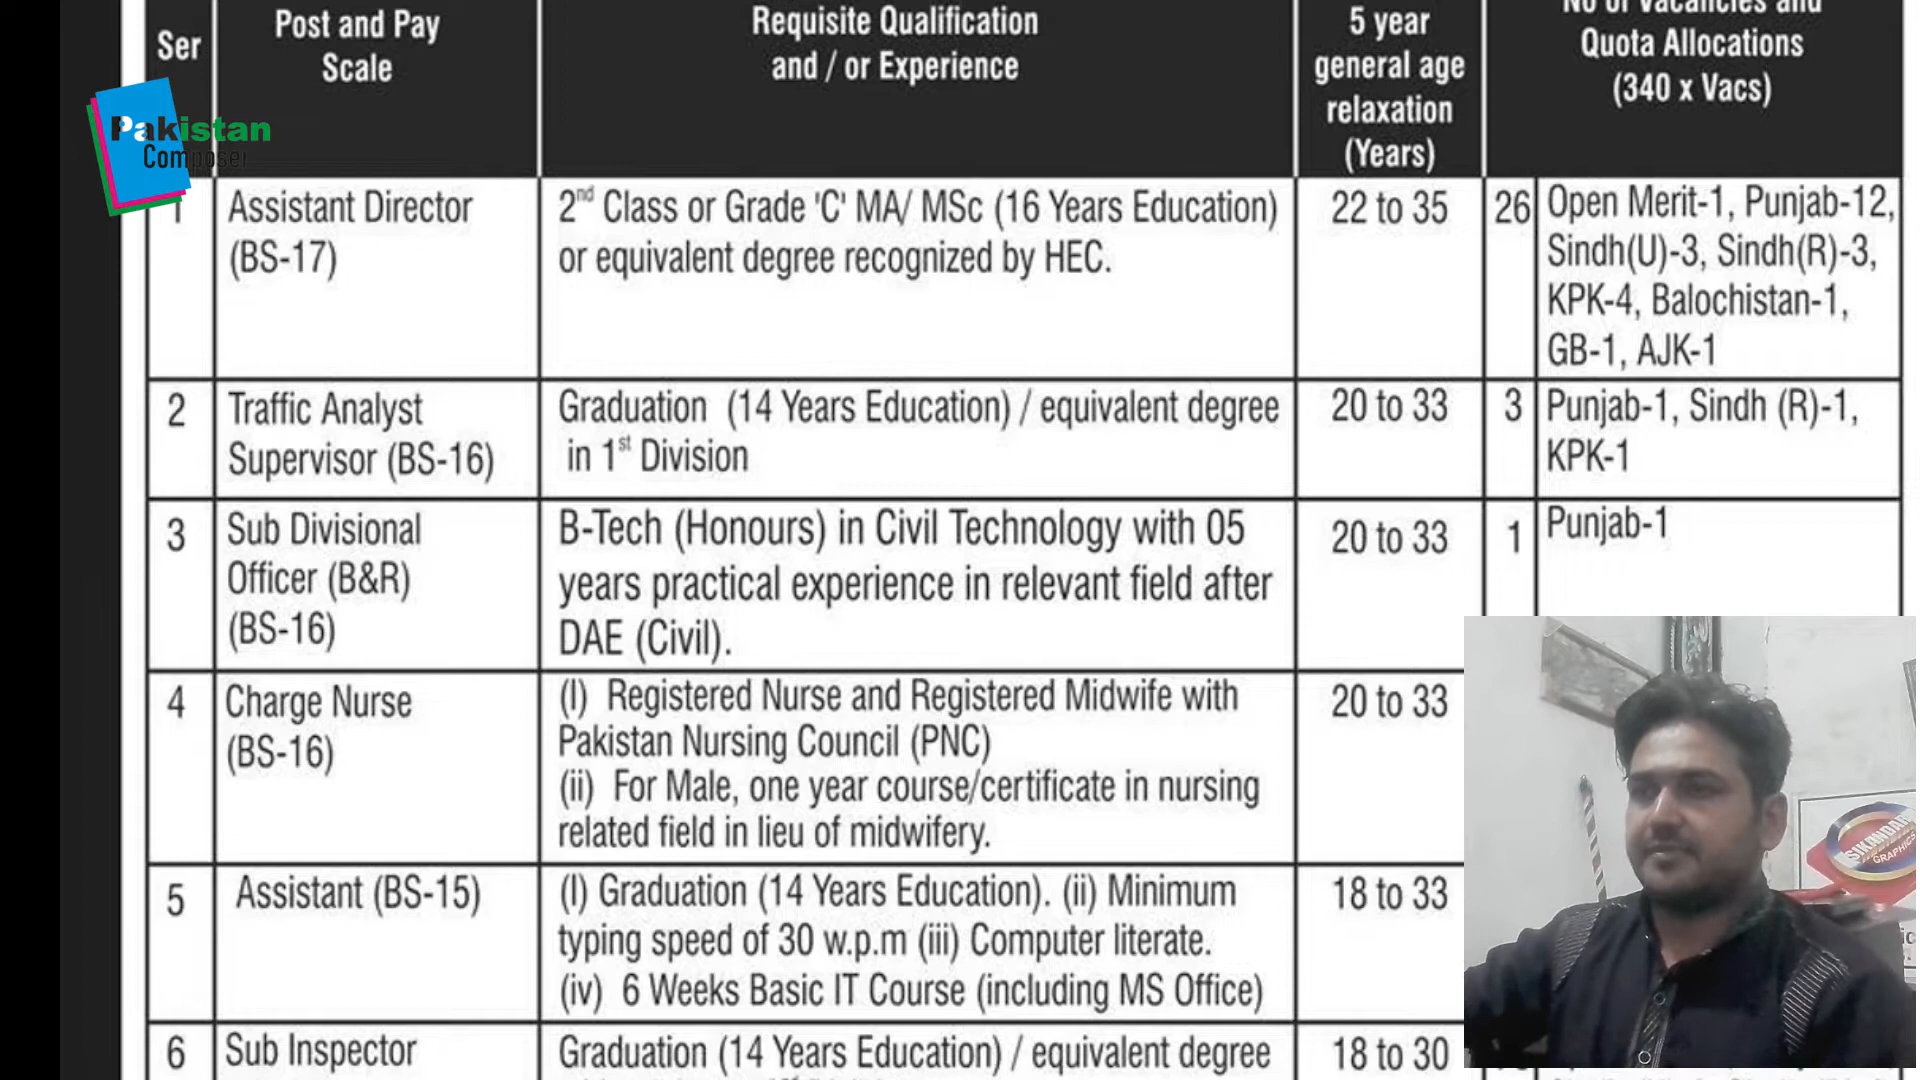 Ser
Post and Pay
Scale
Requisite Qualification
and / or Experience
5 year
general age
relaxation
(Years)
No of Vacancies and
Quota Allocations
(340 x Vacs)
Pakistan
Composer
1
Assistant Director
(BS-17)
2nd Class or Grade 'C' MA/ MSc (16 Years Education)
or equivalent degree recognized by HEC.
22 to 35
26
Open Merit-1, Punjab-12,
Sindh(U)-3, Sindh(R)-3,
KPK-4, Balochistan-1,
GB-1, AJK-1
2
Traffic Analyst
Supervisor (BS-16)
Graduation (14 Years Education) / equivalent degree
in 1st Division
20 to 33
3
Punjab-1, Sindh (R)-1,
KPK-1
3
Sub Divisional
Officer (B&R)
(BS-16)
B-Tech (Honours) in Civil Technology with 05
years practical experience in relevant field after
DAE (Civil).
20 to 33
1
Punjab-1
4
Charge Nurse
(BS-16)
(I) Registered Nurse and Registered Midwife with
Pakistan Nursing Council (PNC)
(ii) For Male, one year course/certificate in nursing
related field in lieu of midwifery.
20 to 33
5
Assistant (BS-15)
(I) Graduation (14 Years Education). (ii) Minimum
typing speed of 30 w.p.m (iii) Computer literate.
(iv) 6 Weeks Basic IT Course (including MS Office)
18 to 33
6
Sub Inspector
Graduation (14 Years Education) / equivalent degree
18 to 30
SIKANDAR
GRAPHICS